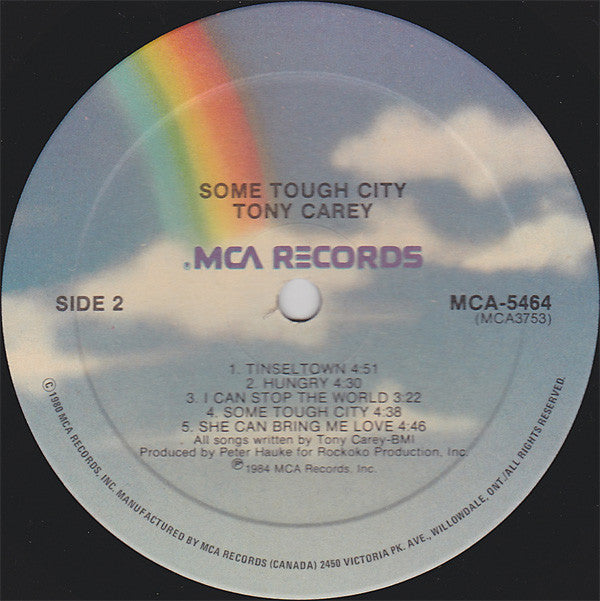 SOME TOUGH CITY
TONY CAREY
®MCA RECORDS
SIDE 2
MCA-5464
(MCA3753)
1. TINSELTOWN 4:51
2. HUNGRY 4:30
3. I CAN STOP THE WORLD 3:22
4. SOME TOUGH CITY 4:38
5. SHE CAN BRING ME LOVE 4:46
All songs written by Tony Carey-BMI
Produced by Peter Hauke for Rockoko Production, Inc.
℗1984 MCA Records, Inc.
©1980 MCA RECORDS, INC. MANUFACTURED BY MCA RECORDS (CANADA) 2450 VICTORIA PK. AVE., WILLOWDALE, ONT./ALL RIGHTS RESERVED.